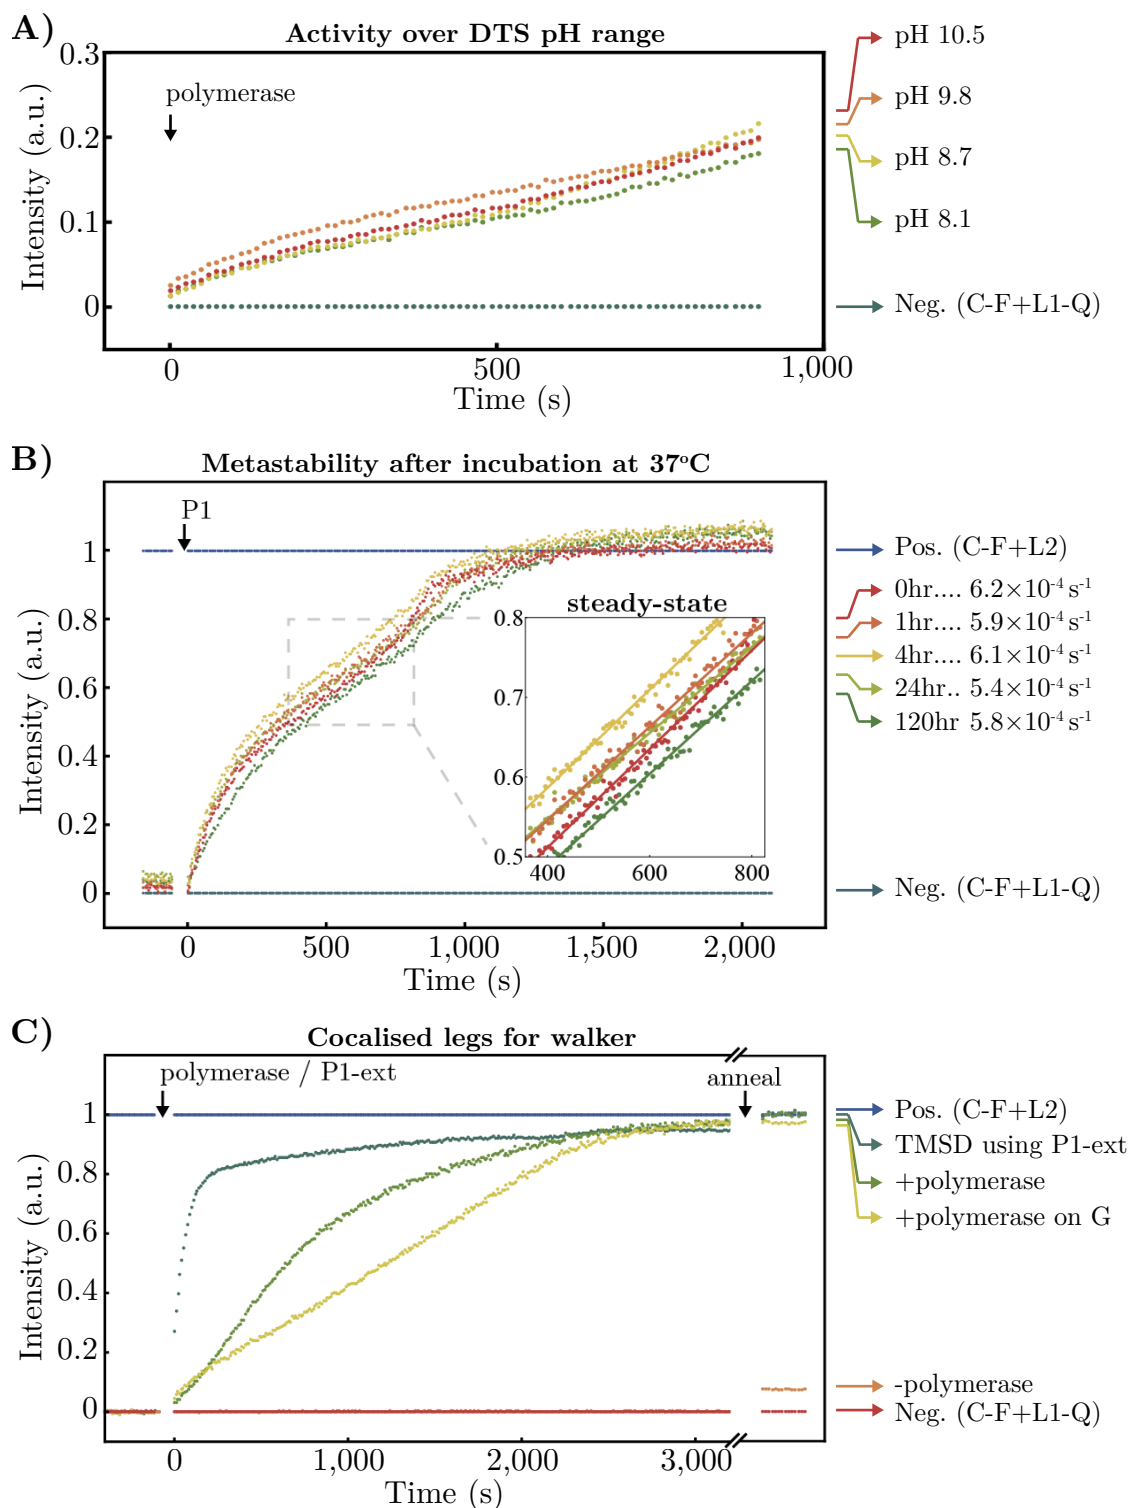 A)
Activity over DTS pH range
0.3
0.2
0.1
0
Intensity (a.u.)
polymerase
0
500
1,000
Time (s)
pH 10.5
pH 9.8
pH 8.7
pH 8.1
Neg. (C-F+L1-Q)
B)
Metastability after incubation at 37°C
P1
1
0.8
0.6
0.4
0.2
0
Intensity (a.u.)
steady-state
0.8
0.7
0.6
0.5
400
600
800
0
500
1,000
1,500
2,000
Time (s)
Pos. (C-F+L2)
0hr.... 6.2×10⁻⁴ s⁻¹
1hr.... 5.9×10⁻⁴ s⁻¹
4hr.... 6.1×10⁻⁴ s⁻¹
24hr.. 5.4×10⁻⁴ s⁻¹
120hr 5.8×10⁻⁴ s⁻¹
Neg. (C-F+L1-Q)
C)
Cocalised legs for walker
polymerase / P1-ext
anneal
1
0.8
0.6
0.4
0.2
0
Intensity (a.u.)
0
1,000
2,000
3,000
Time (s)
Pos. (C-F+L2)
TMSD using P1-ext
+polymerase
+polymerase on G
-polymerase
Neg. (C-F+L1-Q)